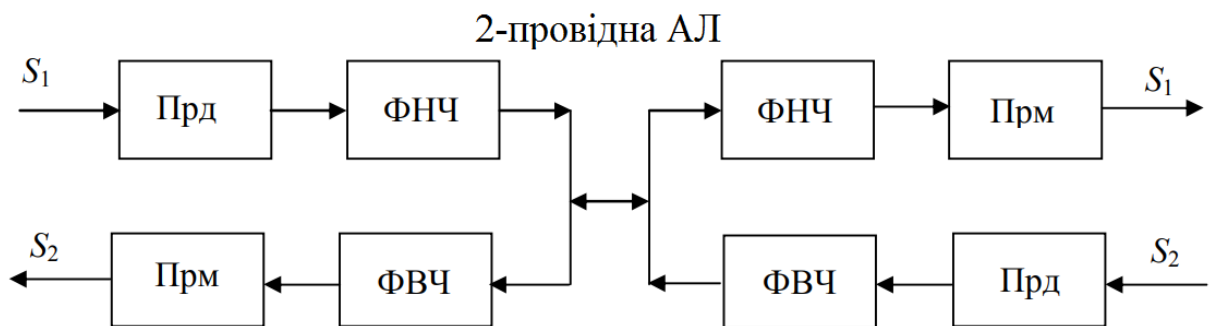 2-провідна АЛ
S1 Прд ФНЧ ФНЧ Прм S1
S2 Прм ФВЧ ФВЧ Прд S2